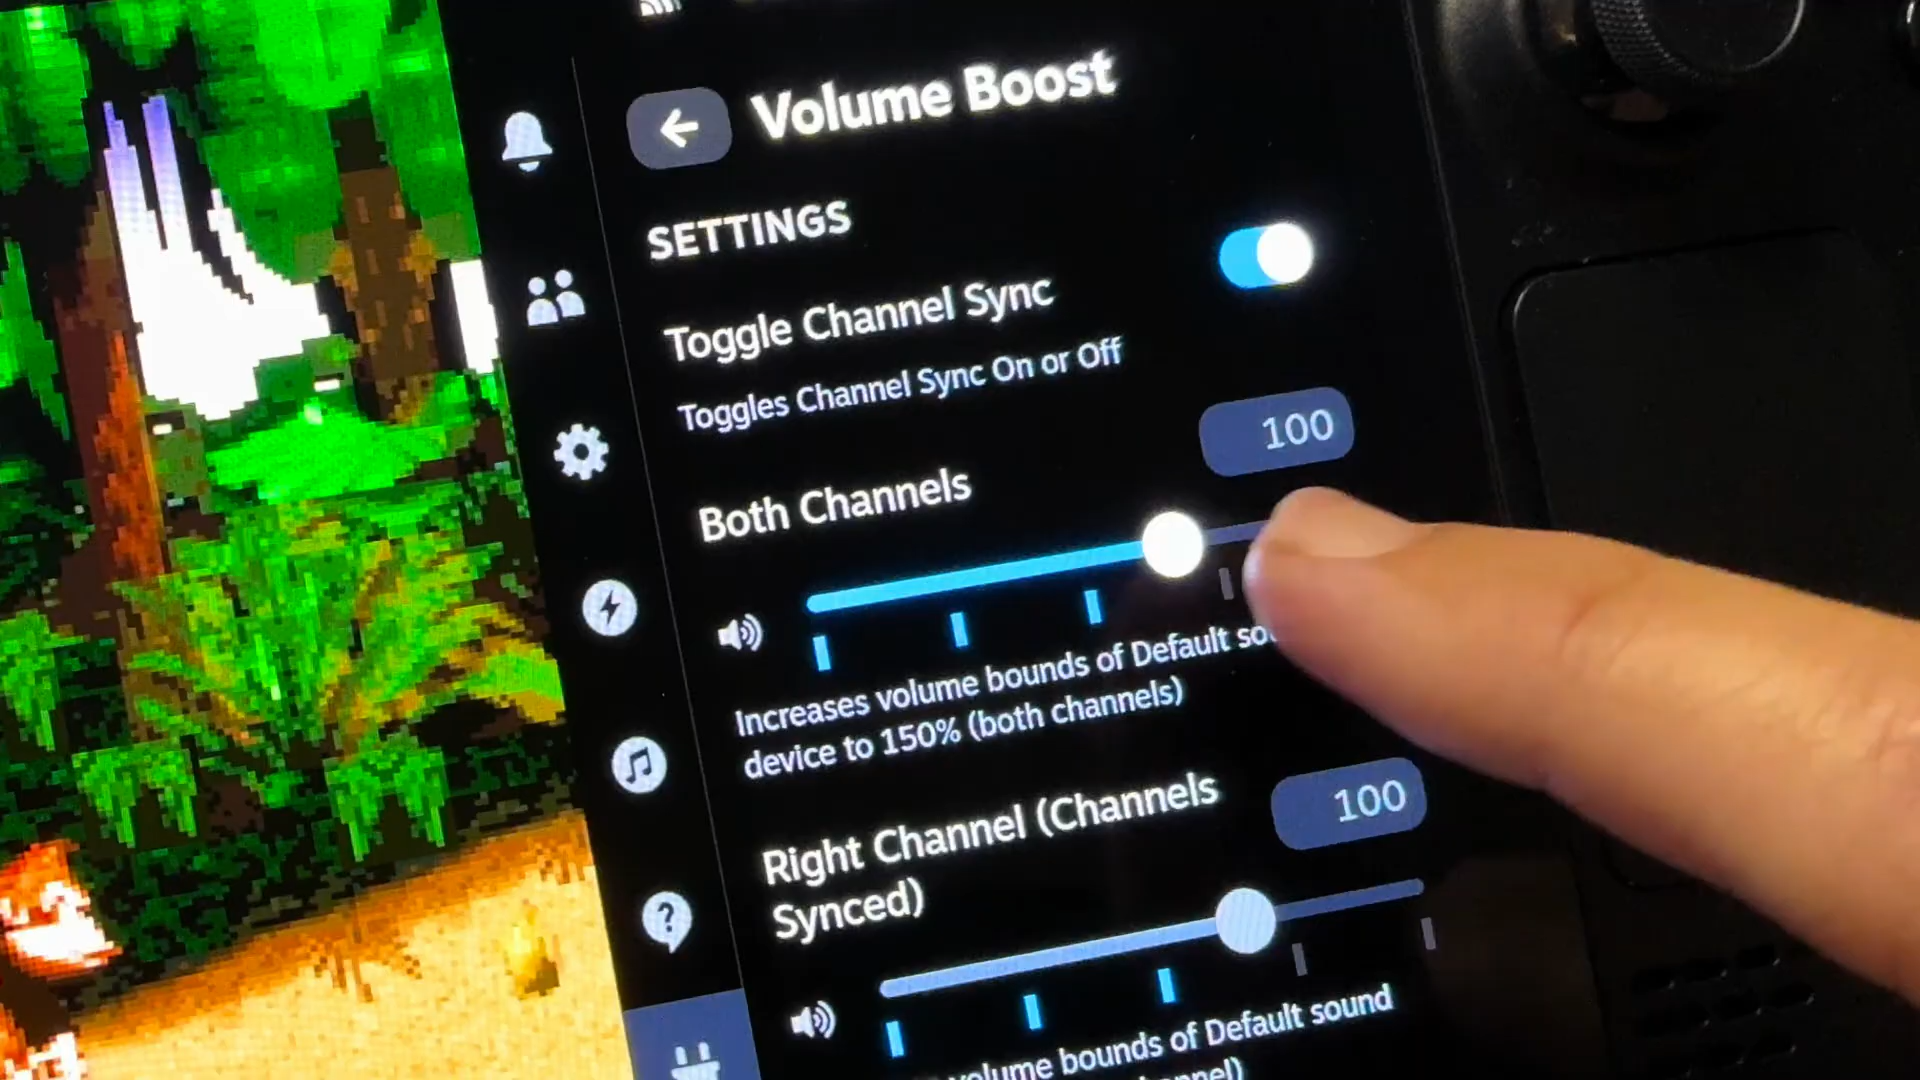 Volume Boost
SETTINGS
Toggle Channel Sync
Toggles Channel Sync On or Off
100
Both Channels
Increases volume bounds of Default
device to 150% (both channels)
Right Channel (Channels
Synced)
100
volume bounds of Default sound